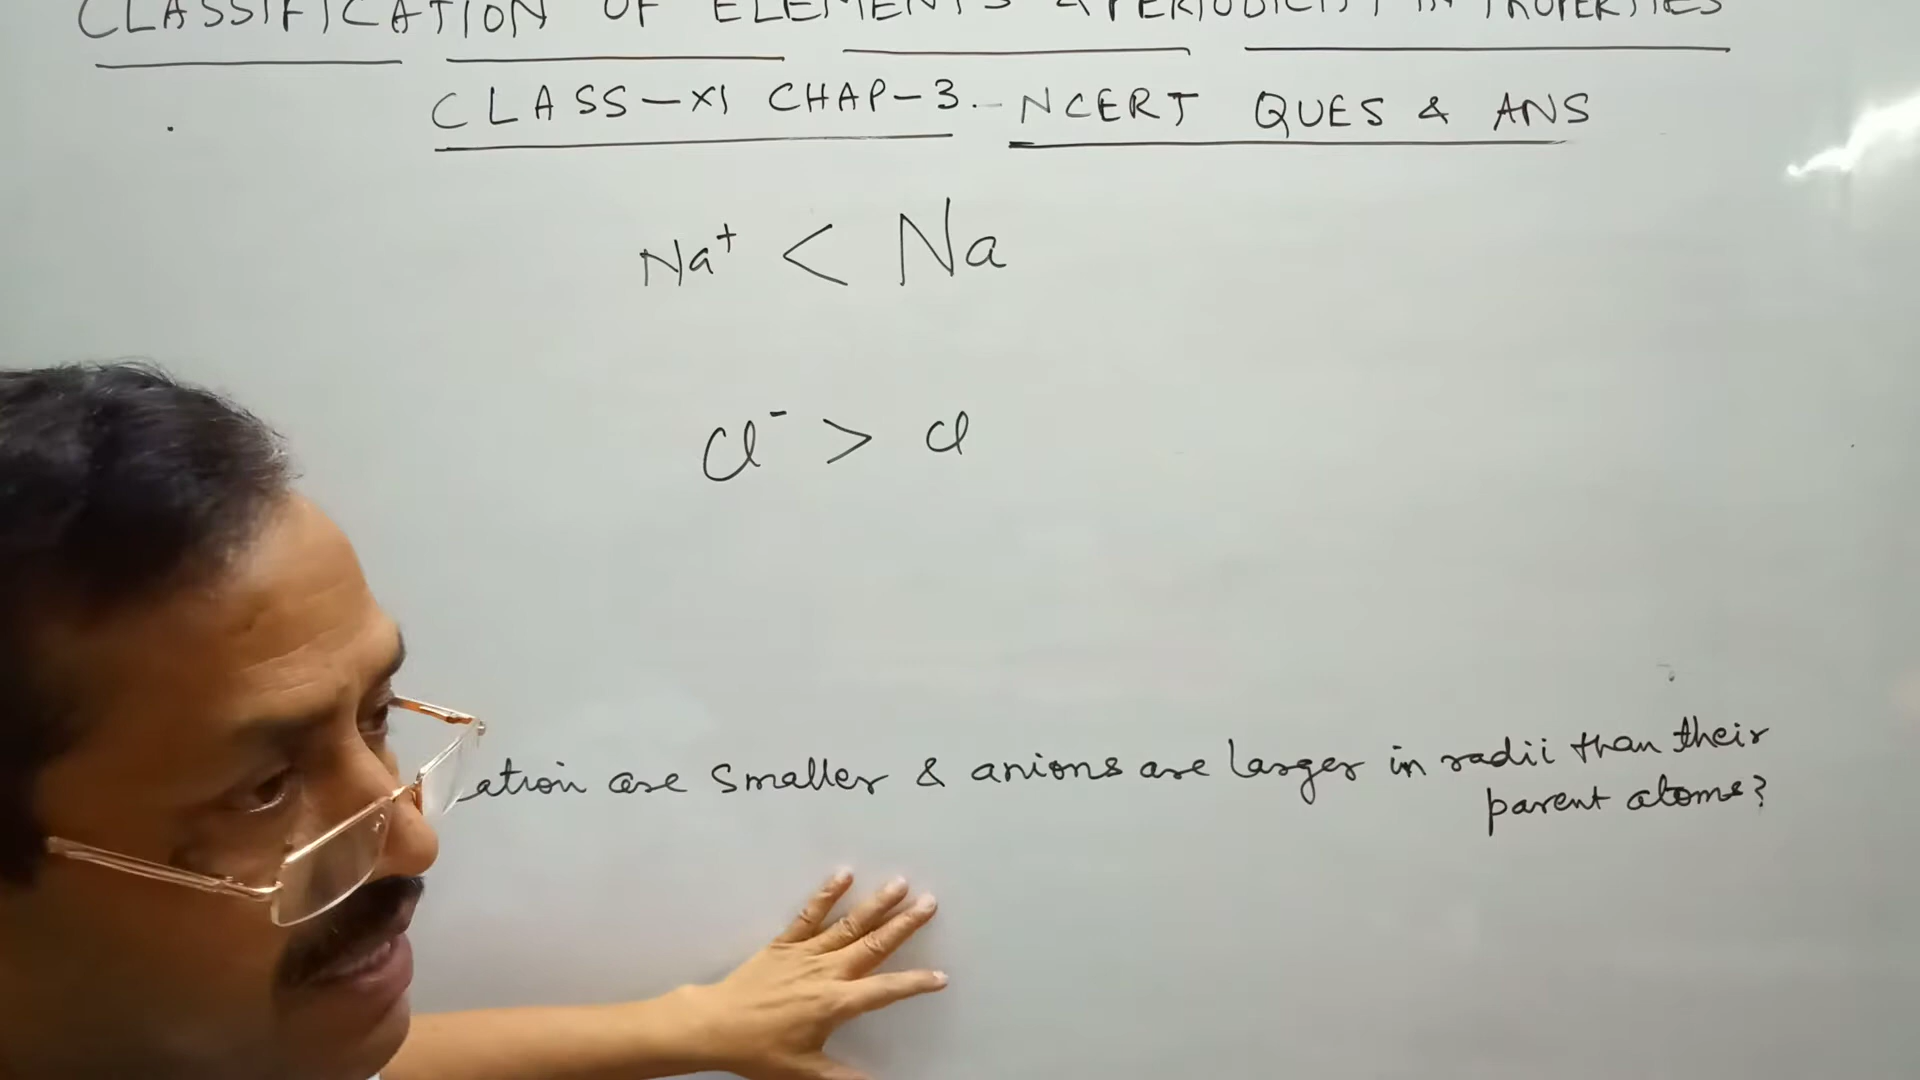 CLASSIFICATION OF ELEMENTS & PERIODICITY IN PROPERTIES
CLASS-XI CHAP-3. NCERT QUES & ANS
Na⁺ < Na
Cl⁻ > Cl
ation are smaller & anions are larger in radii than their
parent atoms?